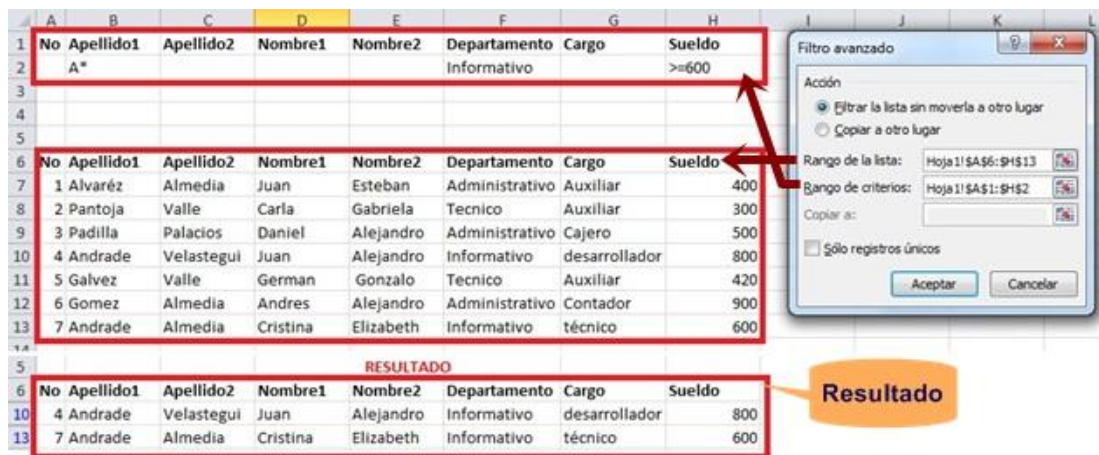 A B C D E F G H I J K L
1 No Apellido1 Apellido2 Nombre1 Nombre2 Departamento Cargo Sueldo
2 A* Informativo >=600
3
4
5
6 No Apellido1 Apellido2 Nombre1 Nombre2 Departamento Cargo Sueldo
7 1 Alvaréz Almedia Juan Esteban Administrativo Auxiliar 400
8 2 Pantoja Valle Carla Gabriela Tecnico Auxiliar 300
9 3 Padilla Palacios Daniel Alejandro Administrativo Cajero 500
10 4 Andrade Velastegui Juan Alejandro Informativo desarrollador 800
11 5 Galvez Valle German Gonzalo Tecnico Auxiliar 420
12 6 Gomez Almedia Andres Alejandro Administrativo Contador 900
13 7 Andrade Almedia Cristina Elizabeth Informativo técnico 600
Filtro avanzado
Acción
Filtrar la lista sin moverla a otro lugar
Copiar a otro lugar
Rango de la lista: Hoja1!$A$6:$H$13
Rango de criterios: Hoja1!$A$1:$H$2
Copiar a:
Sólo registros únicos
Aceptar Cancelar
5 RESULTADO
6 No Apellido1 Apellido2 Nombre1 Nombre2 Departamento Cargo Sueldo
10 4 Andrade Velastegui Juan Alejandro Informativo desarrollador 800
13 7 Andrade Almedia Cristina Elizabeth Informativo técnico 600
Resultado